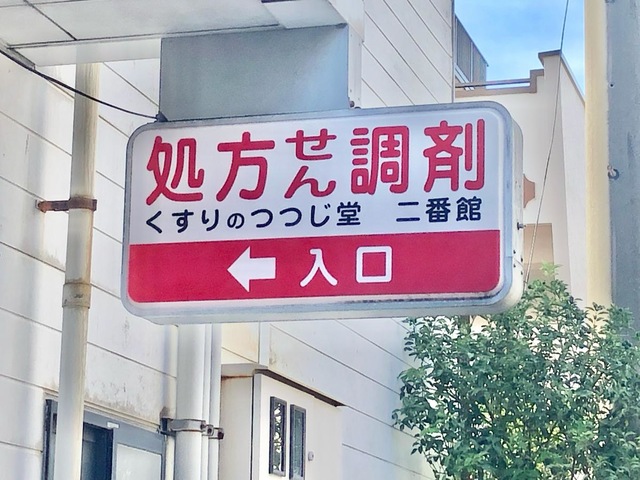 処方せん調剤
くすりのつつじ堂　二番館
← 入口